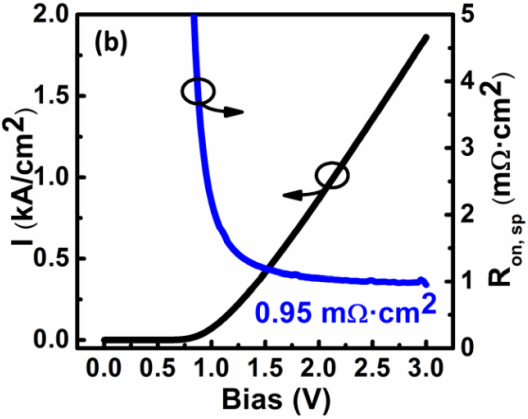 (b)
I (kA/cm²)
2.0
1.5
1.0
0.5
0.0
5
4
3
2
1
0
R_on, sp (mΩ·cm²)
0.95 mΩ·cm²
0.0 0.5 1.0 1.5 2.0 2.5 3.0
Bias (V)